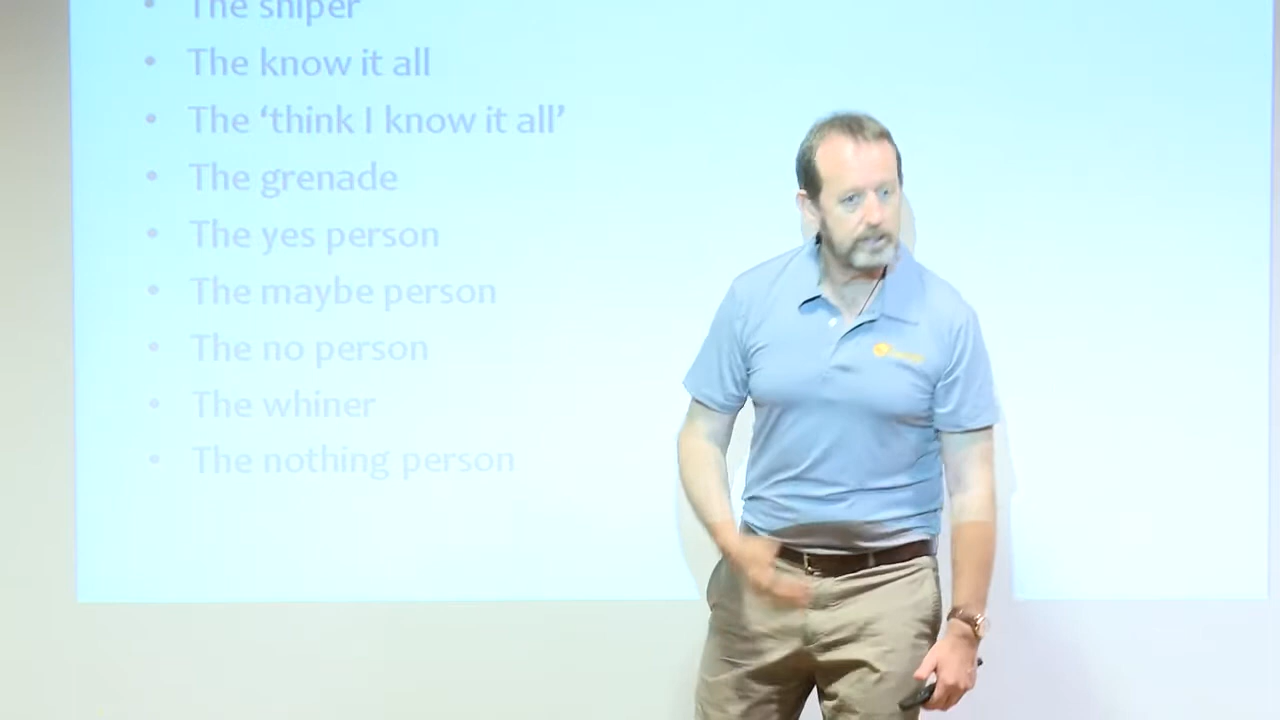 • The sniper
• The know it all
• The ‘think I know it all’
• The grenade
• The yes person
• The maybe person
• The no person
• The whiner
• The nothing person